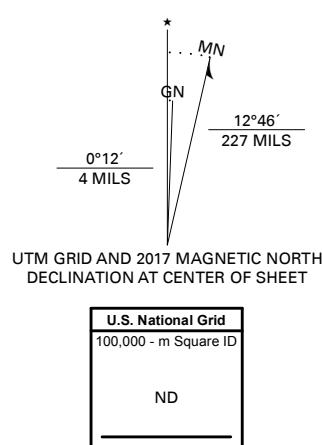 ★
MN
GN
12°46´
227 MILS
0°12´
4 MILS
UTM GRID AND 2017 MAGNETIC NORTH
DECLINATION AT CENTER OF SHEET
U.S. National Grid
100,000 - m Square ID
ND